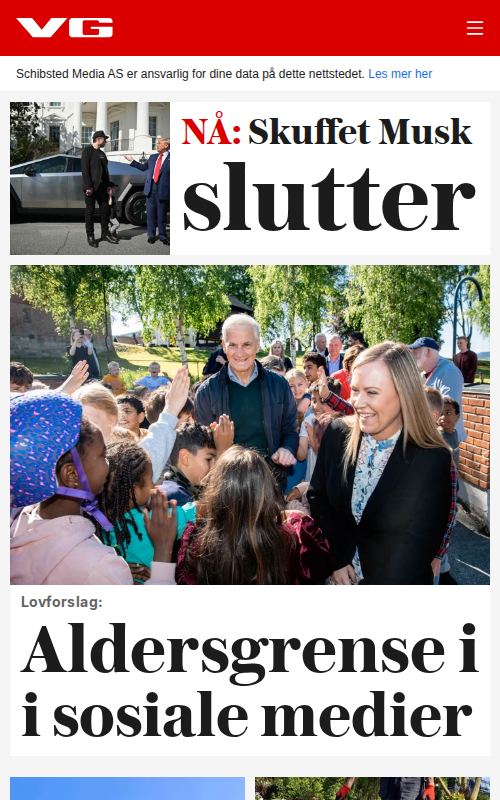 VG
Schibsted Media AS er ansvarlig for dine data på dette nettstedet. Les mer her
NÅ: Skuffet Musk
slutter
Lovforslag:
Aldersgrense i
i sosiale medier